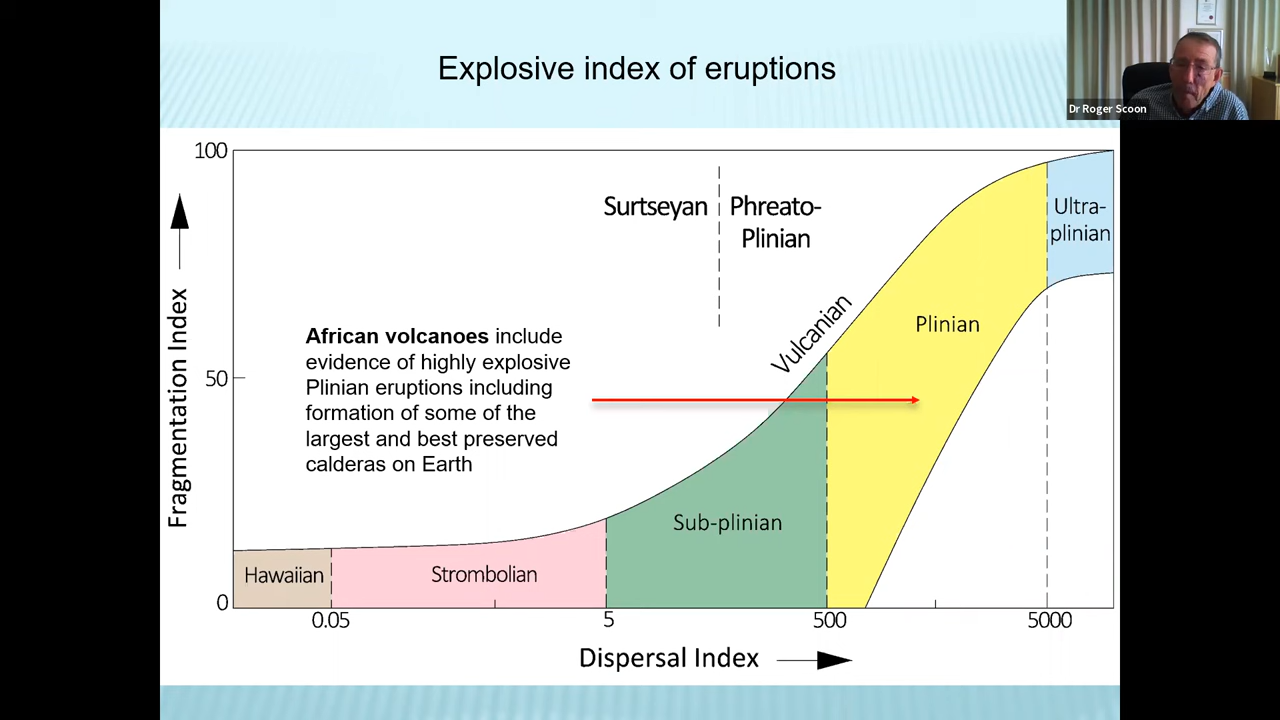 Explosive index of eruptions
Dr Roger Scoon
100
50
0
Fragmentation Index
Surtseyan
Phreato-
Plinian
Ultra-
plinian
Vulcanian
Plinian
African volcanoes include
evidence of highly explosive
Plinian eruptions including
formation of some of the
largest and best preserved
calderas on Earth
Sub-plinian
Hawaiian
Strombolian
0.05
5
500
5000
Dispersal Index